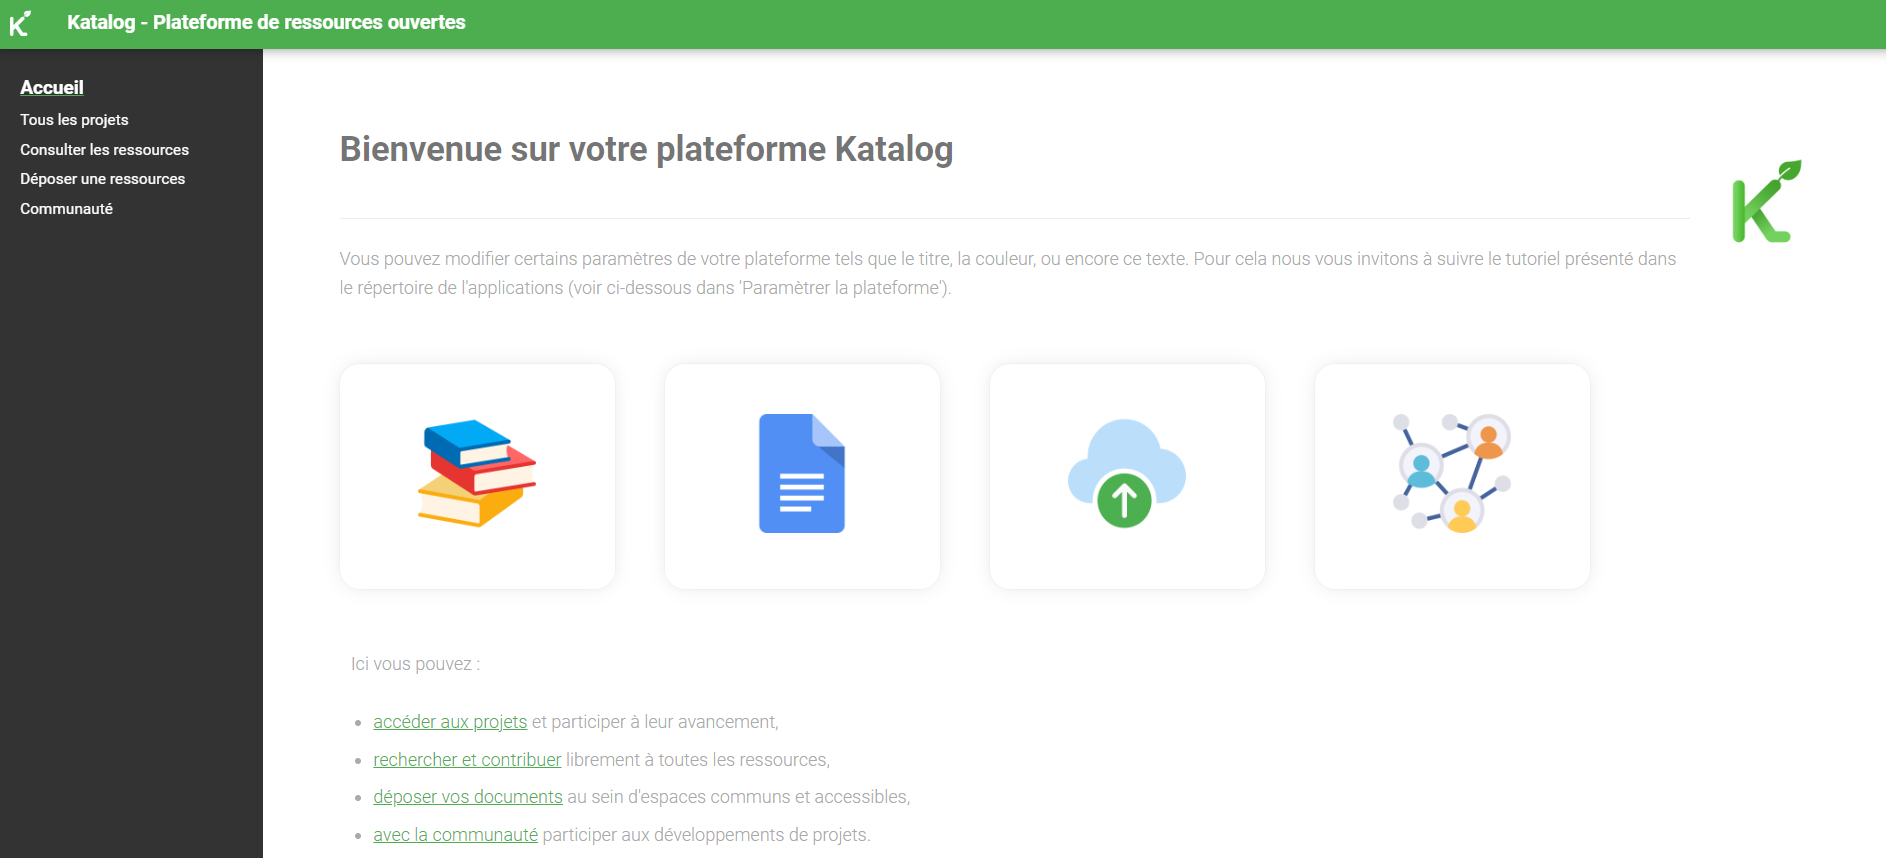 Katalog - Plateforme de ressources ouvertes
Accueil
Tous les projets
Consulter les ressources
Déposer une ressources
Communauté
Bienvenue sur votre plateforme Katalog
Vous pouvez modifier certains paramètres de votre plateforme tels que le titre, la couleur, ou encore ce texte. Pour cela nous vous invitons à suivre le tutoriel présenté dans
le répertoire de l'applications (voir ci-dessous dans 'Paramètrer la plateforme').
Ici vous pouvez :
accéder aux projets et participer à leur avancement,
rechercher et contribuer librement à toutes les ressources,
déposer vos documents au sein d'espaces communs et accessibles,
avec la communauté participer aux développements de projets.